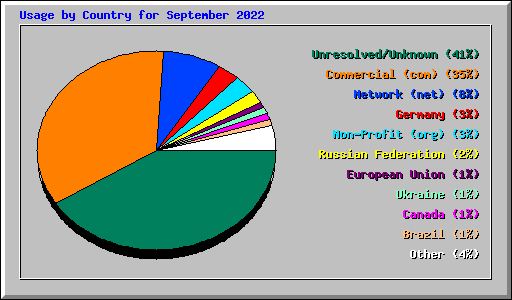 Usage by Country for September 2022
Unresolved/Unknown (41%)
Commercial (com) (35%)
Network (net) (8%)
Germany (3%)
Non-Profit (org) (3%)
Russian Federation (2%)
European Union (1%)
Ukraine (1%)
Canada (1%)
Brazil (1%)
Other (4%)